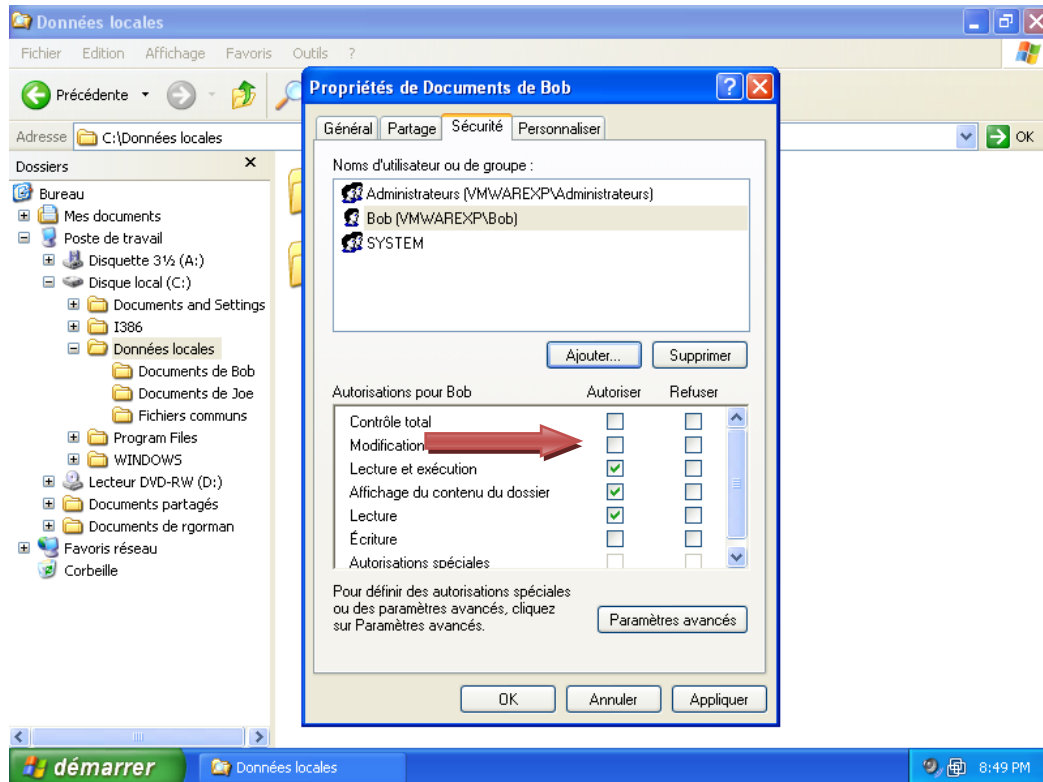 Données locales
Fichier Edition Affichage Favoris Outils ?
Précédente
Adresse C:\Données locales OK
Dossiers
Bureau
Mes documents
Poste de travail
Disquette 3½ (A:)
Disque local (C:)
Documents and Settings
I386
Données locales
Documents de Bob
Documents de Joe
Fichiers communs
Program Files
WINDOWS
Lecteur DVD-RW (D:)
Documents partagés
Documents de rgorman
Favoris réseau
Corbeille
Propriétés de Documents de Bob
Général Partage Sécurité Personnaliser
Noms d'utilisateur ou de groupe :
Administrateurs (VMWAREXP\Administrateurs)
Bob (VMWAREXP\Bob)
SYSTEM
Ajouter... Supprimer
Autorisations pour Bob Autoriser Refuser
Contrôle total
Modification
Lecture et exécution
Affichage du contenu du dossier
Lecture
Écriture
Autorisations spéciales
Pour définir des autorisations spéciales
ou des paramètres avancés, cliquez
sur Paramètres avancés.
Paramètres avancés
OK Annuler Appliquer
démarrer Données locales 8:49 PM